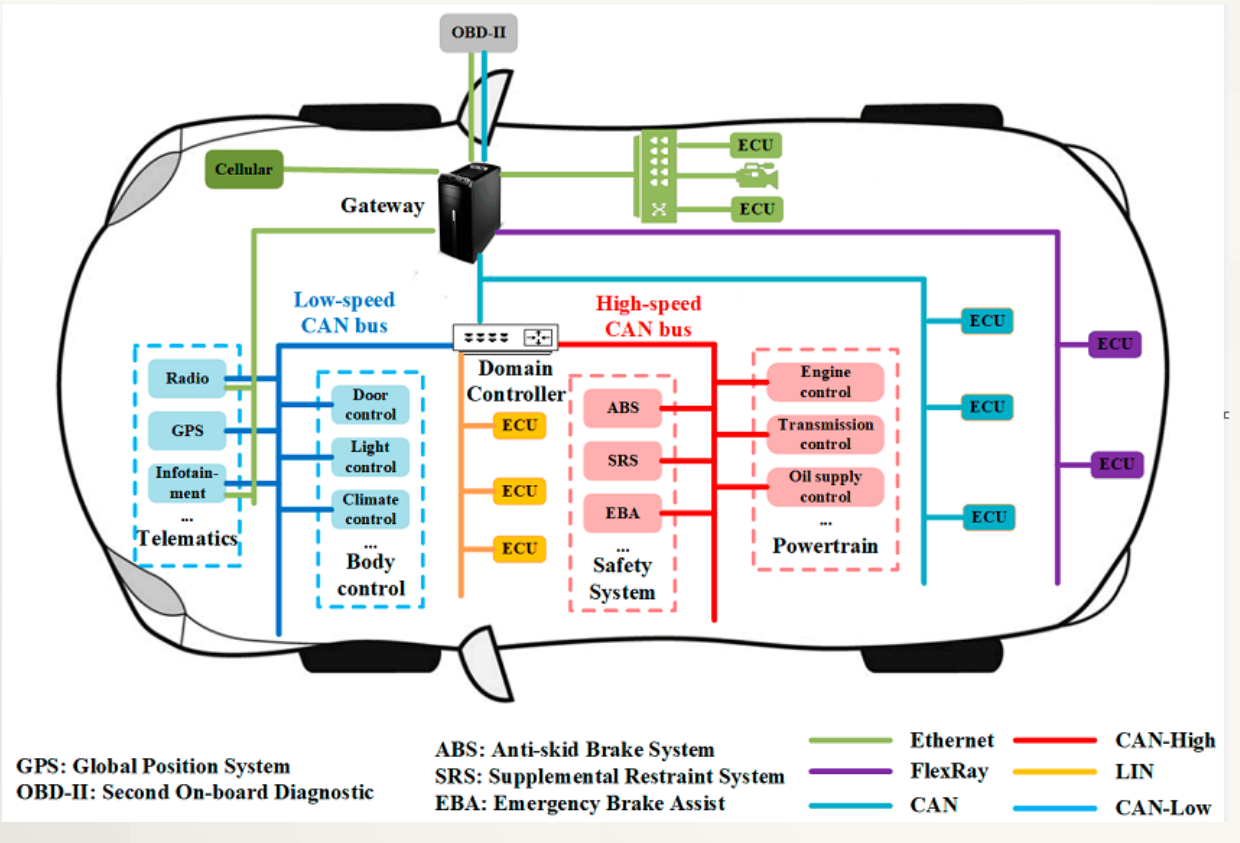 OBD-II
Cellular
Gateway
ECU
ECU
Low-speed
CAN bus
High-speed
CAN bus
Domain
Controller
Radio
GPS
Infotain-
ment
...
Telematics
Door
control
Light
control
Climate
control
...
Body
control
ECU
ECU
ECU
ABS
SRS
EBA
...
Safety
System
Engine
control
Transmission
control
Oil supply
control
...
Powertrain
ECU
ECU
ECU
ECU
ECU
GPS: Global Position System
OBD-II: Second On-board Diagnostic
ABS: Anti-skid Brake System
SRS: Supplemental Restraint System
EBA: Emergency Brake Assist
Ethernet
FlexRay
CAN
CAN-High
LIN
CAN-Low